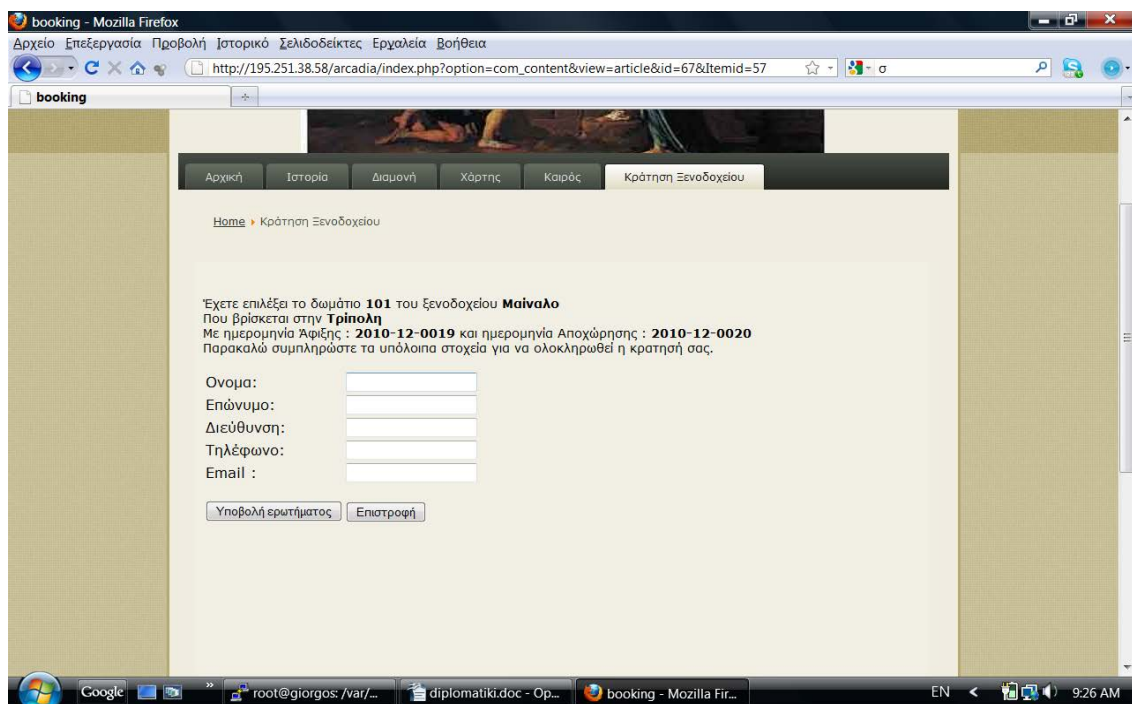 booking - Mozilla Firefox
Αρχείο Επεξεργασία Προβολή Ιστορικό Σελιδοδείκτες Εργαλεία Βοήθεια
http://195.251.38.58/arcadia/index.php?option=com_content&view=article&id=67&Itemid=57 σ
booking
Αρχική Ιστορία Διαμονή Χάρτης Καιρός Κράτηση Ξενοδοχείου
Home Κράτηση Ξενοδοχείου
Έχετε επιλέξει το δωμάτιο 101 του ξενοδοχείου Μαίναλο
Που βρίσκεται στην Τρίπολη
Με ημερομηνία Άφιξης : 2010-12-0019 και ημερομηνία Αποχώρησης : 2010-12-0020
Παρακαλώ συμπληρώστε τα υπόλοιπα στοχεία για να ολοκληρωθεί η κρατησή σας.
Ονομα:
Επώνυμο:
Διεύθυνση:
Τηλέφωνο:
Email :
Υποβολή ερωτήματος Επιστροφή
Google » root@giorgos: /var/... diplomatiki.doc - Op... booking - Mozilla Fir... EN < 9:26 AM